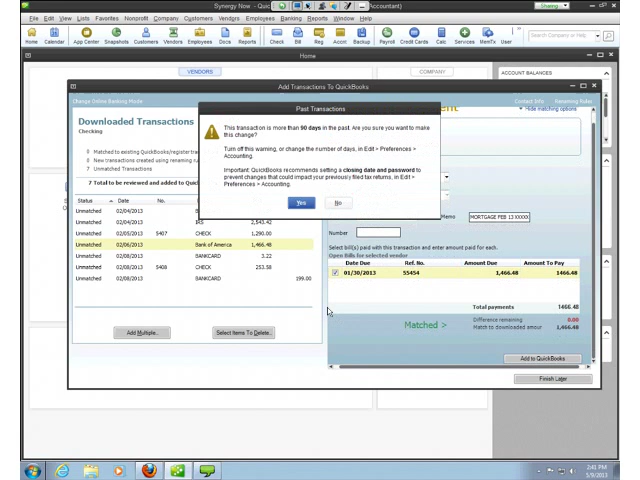 Synergy Now - Quic
Accountant)
Sharing
File Edit View Lists Favorites Nonprofit Company Customers Vendors Employees Banking Reports Window Help
Home Calendar App Center Snapshots Customers Vendors Employees Docs Reports Check Bill Reg Accnt Backup Payroll Credit Cards Calc Services MemTx User
Search Company or Help
Home
VENDORS
COMPANY
ACCOUNT BALANCES
Add Transactions To QuickBooks
Change Online Banking Mode
Contact Info Renaming Rules
Downloaded Transactions
Checking
Hide matching options
0 Matched to existing QuickBooks/register tra
0 New transactions created using renaming ru
7 Unmatched Transactions
7 Total to be reviewed and added to Quic
Past Transactions
This transaction is more than 90 days in the past. Are you sure you want to make
this change?
Turn off this warning, or change the number of days, in Edit > Preferences >
Accounting.
Important: QuickBooks recommends setting a closing date and password to
prevent changes that could impact your previously filed tax returns, in Edit >
Preferences > Accounting.
Yes
No
Status Date No.
Unmatched 02/04/2013
Unmatched 02/04/2013 IRS 2,543.42
Unmatched 02/05/2013 5407 CHECK 1,290.00
Unmatched 02/06/2013 Bank of America 1,466.48
Unmatched 02/08/2013 BANKCARD 3.22
Unmatched 02/08/2013 5408 CHECK 253.58
Unmatched 02/08/2013 BANKCARD 199.00
Add Multiple...
Select Items To Delete...
Memo MORTGAGE FEB 13 XXXXX
Number
Select bill(s) paid with this transaction and enter amount paid for each.
Open Bills for selected vendor
Date Due Ref. No. Amount Due Amount To Pay
01/30/2013 55454 1,466.48 1466.48
Total payments 1466.48
Matched >
Difference remaining 0.00
Match to downloaded amour 1,466.48
Add to QuickBooks
Finish Later
2:41 PM
5/9/2013